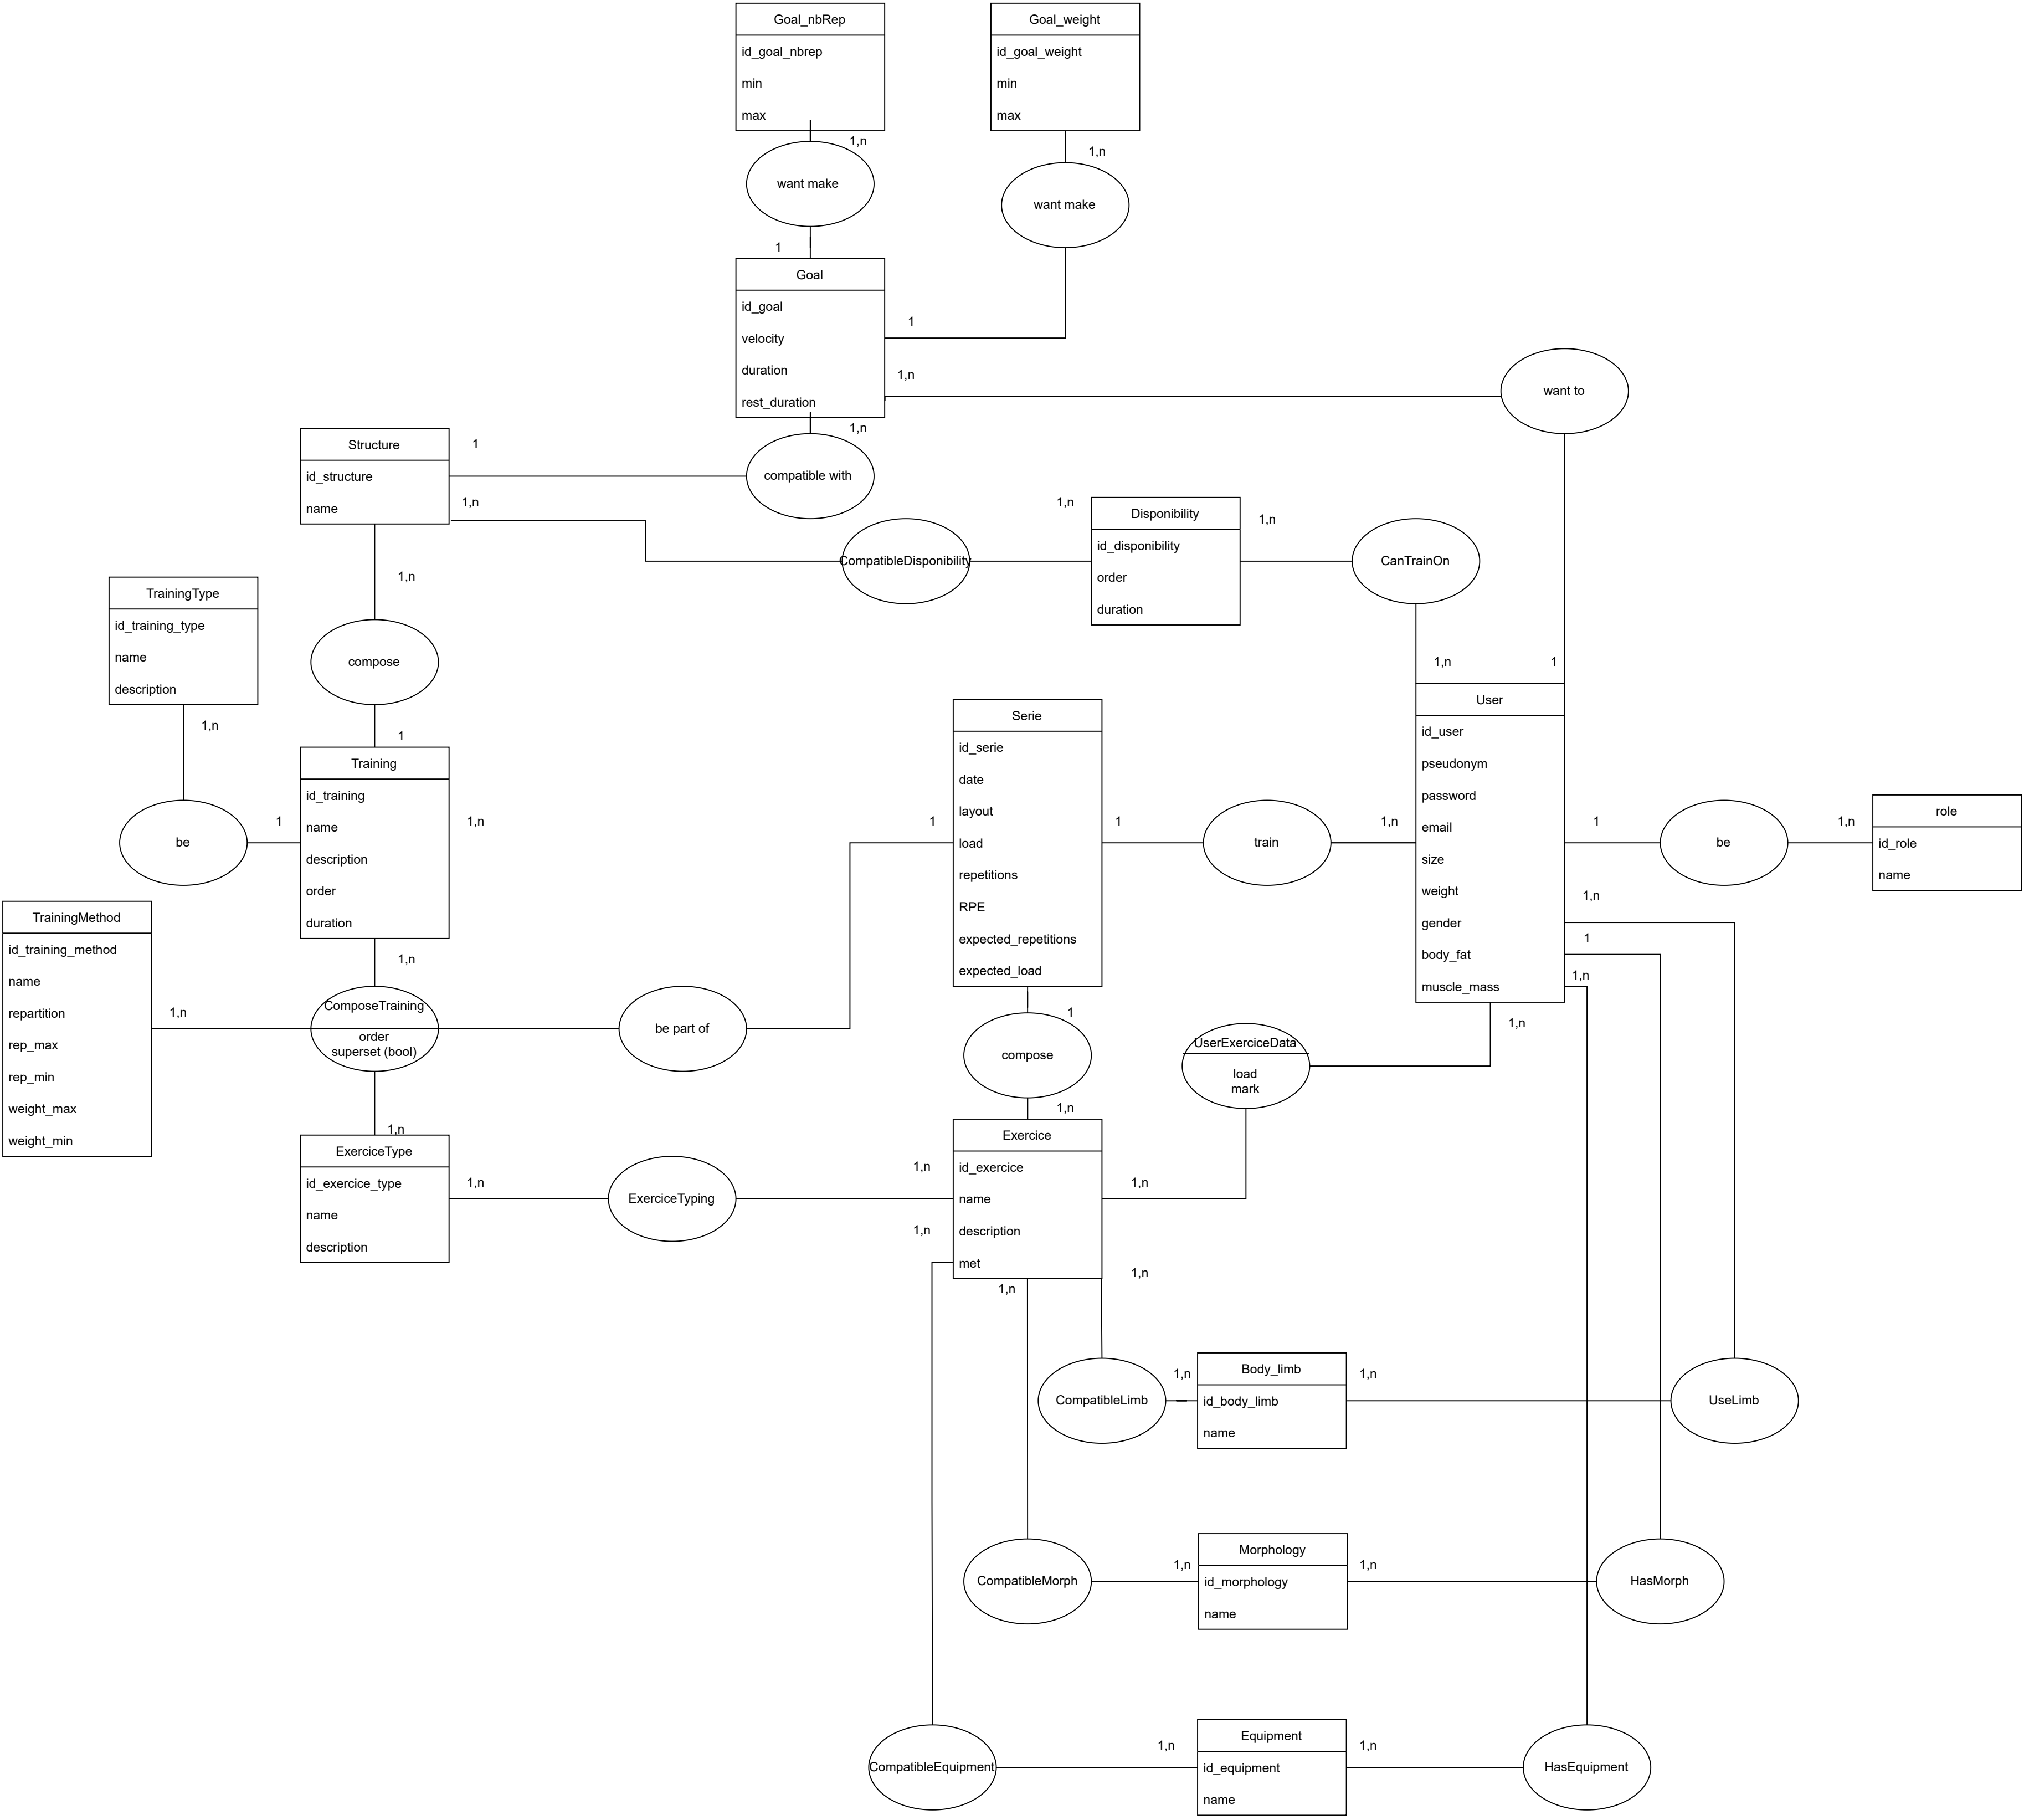 Goal_nbRep
id_goal_nbrep
min
max
Goal_weight
id_goal_weight
min
max
1,n
1,n
want make
want make
1
Goal
id_goal
velocity
duration
rest_duration
1
1,n
want to
1,n
Structure
id_structure
name
1
compatible with
1,n
1,n
Disponibility
id_disponibility
order
duration
1,n
CompatibleDisponibility
CanTrainOn
1,n
TrainingType
id_training_type
name
description
compose
1,n
1
1,n
1
Training
id_training
name
description
order
duration
1,n
be
1
Serie
id_serie
date
layout
load
repetitions
RPE
expected_repetitions
expected_load
1
1
train
1,n
User
id_user
pseudonym
password
email
size
weight
gender
body_fat
muscle_mass
1
be
1,n
role
id_role
name
1,n
1
1,n
1,n
TrainingMethod
id_training_method
name
repartition
rep_max
rep_min
weight_max
weight_min
1,n
1,n
ComposeTraining
order
superset (bool)
be part of
1
compose
1,n
UserExerciceData
load
mark
1,n
ExerciceType
id_exercice_type
name
description
1,n
ExerciceTyping
1,n
Exercice
id_exercice
name
description
met
1,n
1,n
1,n
1,n
CompatibleLimb
1,n
Body_limb
id_body_limb
name
1,n
UseLimb
CompatibleMorph
1,n
Morphology
id_morphology
name
1,n
HasMorph
CompatibleEquipment
1,n
Equipment
id_equipment
name
1,n
HasEquipment